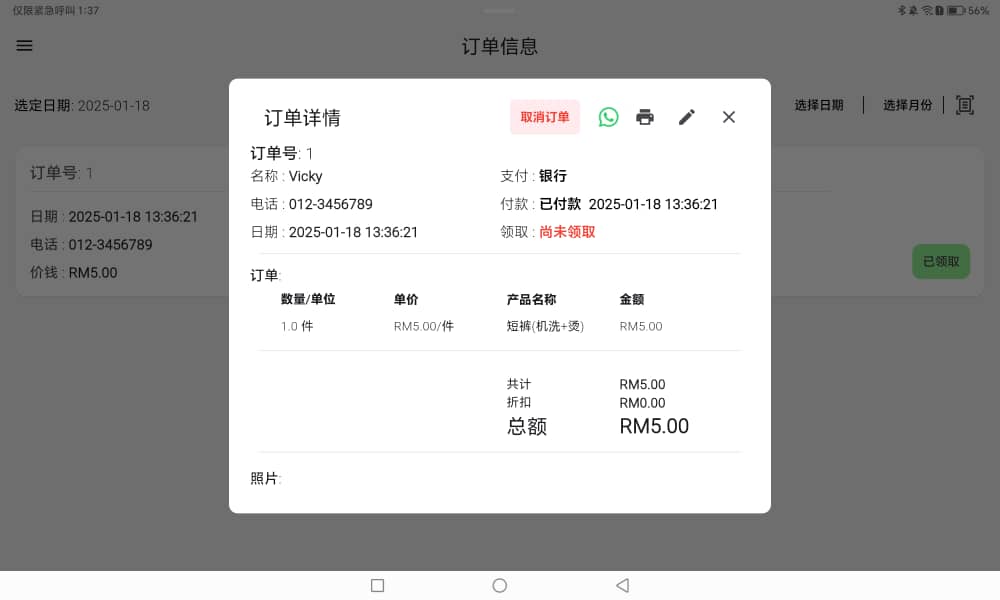 仅限紧急呼叫 1:37
56%
订单信息
选定日期: 2025-01-18
选择日期
选择月份
订单号: 1
日期 : 2025-01-18 13:36:21
电话 : 012-3456789
价钱 : RM5.00
已领取
订单详情
取消订单
订单号: 1
名称 : Vicky
支付 : 银行
电话 : 012-3456789
付款 : 已付款 2025-01-18 13:36:21
日期 : 2025-01-18 13:36:21
领取 : 尚未领取
订单:
数量/单位 单价 产品名称 金额
1.0 件 RM5.00/件 短裤(机洗+烫) RM5.00
共计 RM5.00
折扣 RM0.00
总额 RM5.00
照片: